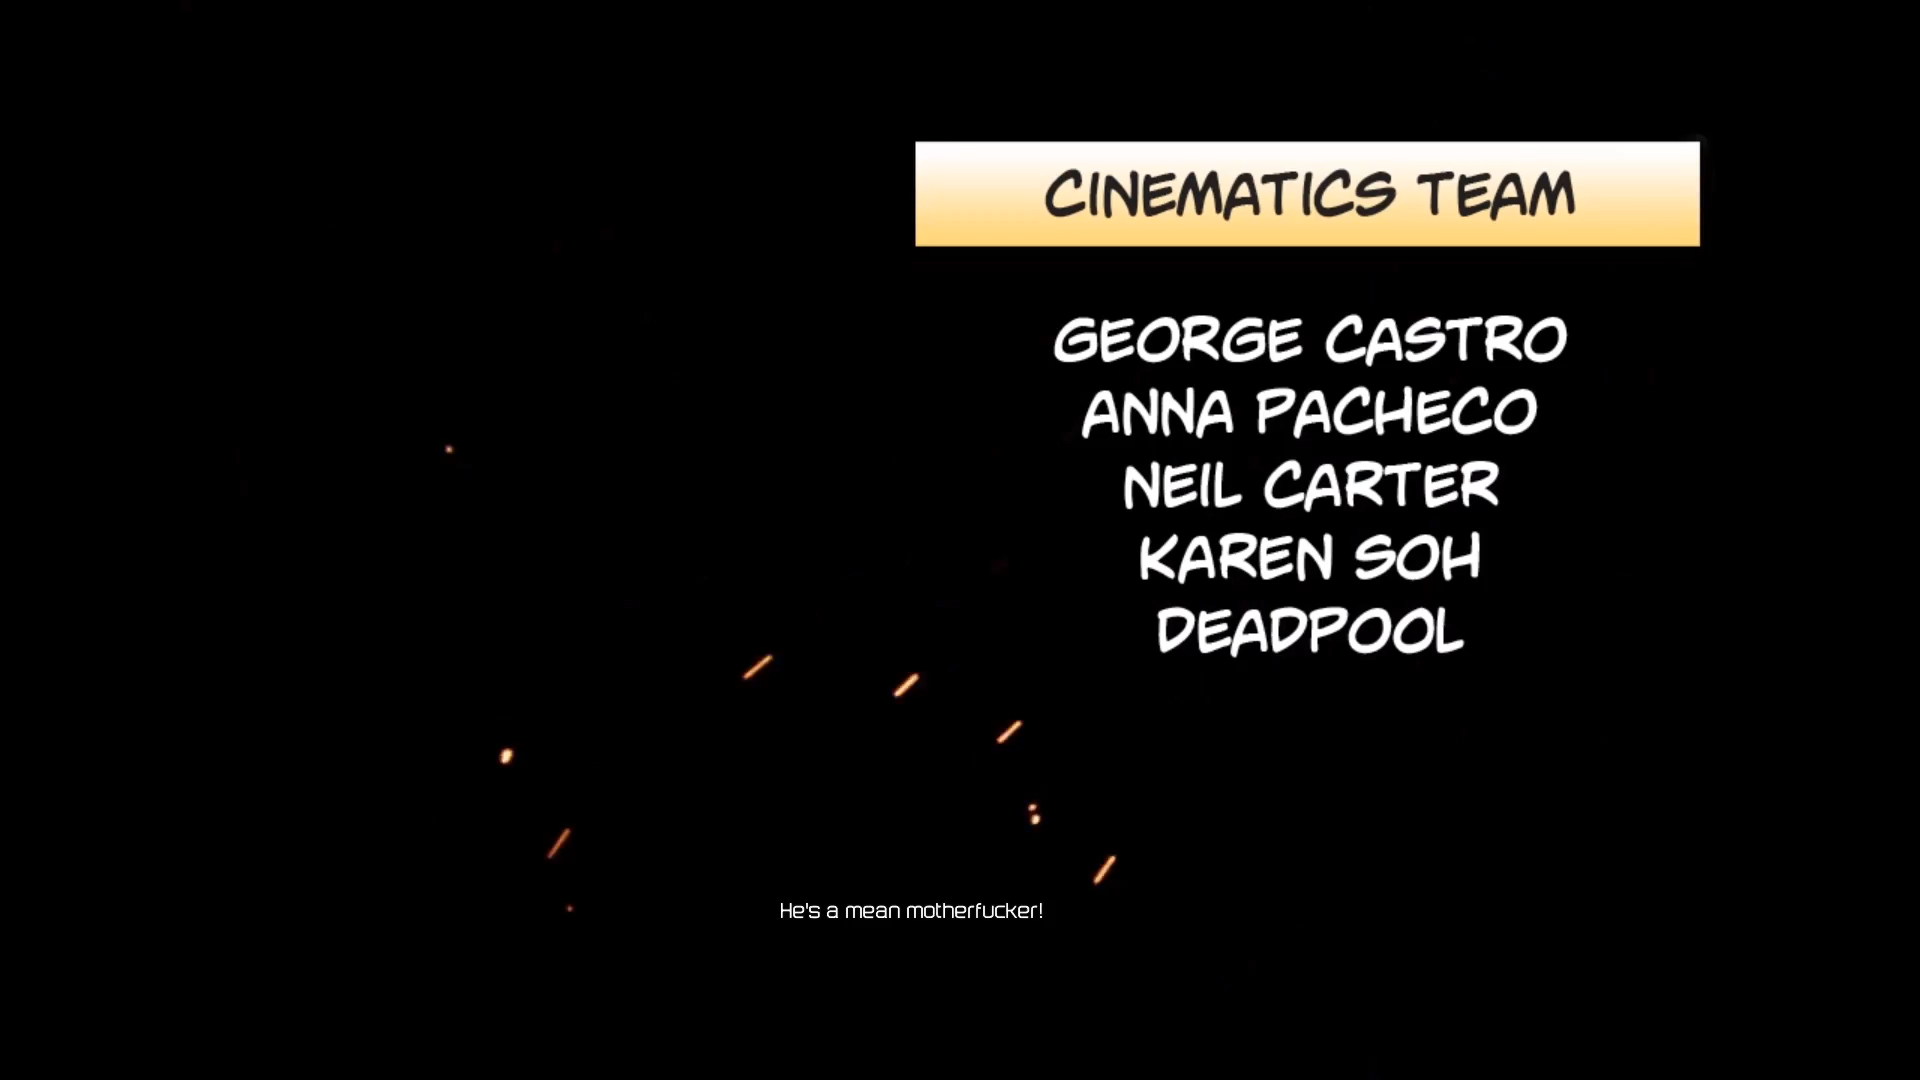 CINEMATICS TEAM
GEORGE CASTRO
ANNA PACHECO
NEIL CARTER
KAREN SOH
DEADPOOL
He's a mean motherfucker!